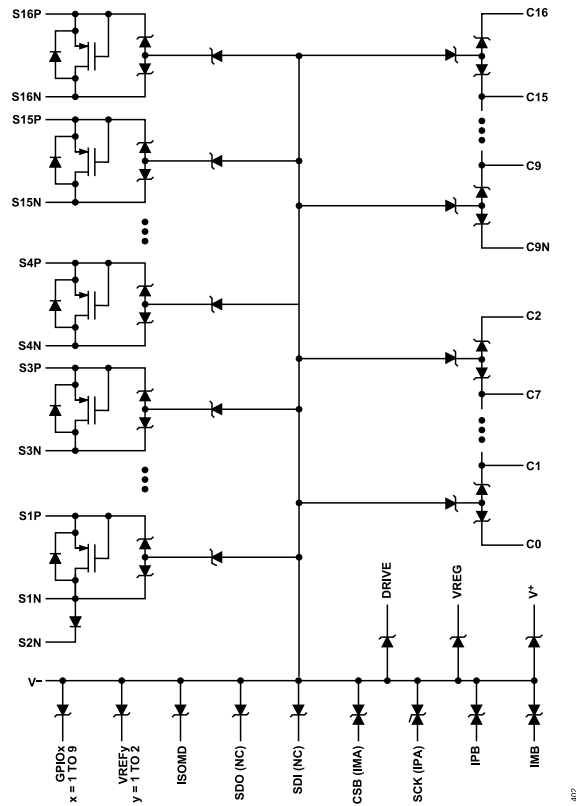 S16P
S16N
S15P
S15N
S4P
S4N
S3P
S3N
S1P
S1N
S2N
V–
C16
C15
C9
C9N
C2
C7
C1
C0
DRIVE
VREG
V+
GPIOx
x = 1 TO 9
VREFy
y = 1 TO 2
ISOMD
SDO (NC)
SDI (NC)
CSB (IMA)
SCK (IPA)
IPB
IMB
402